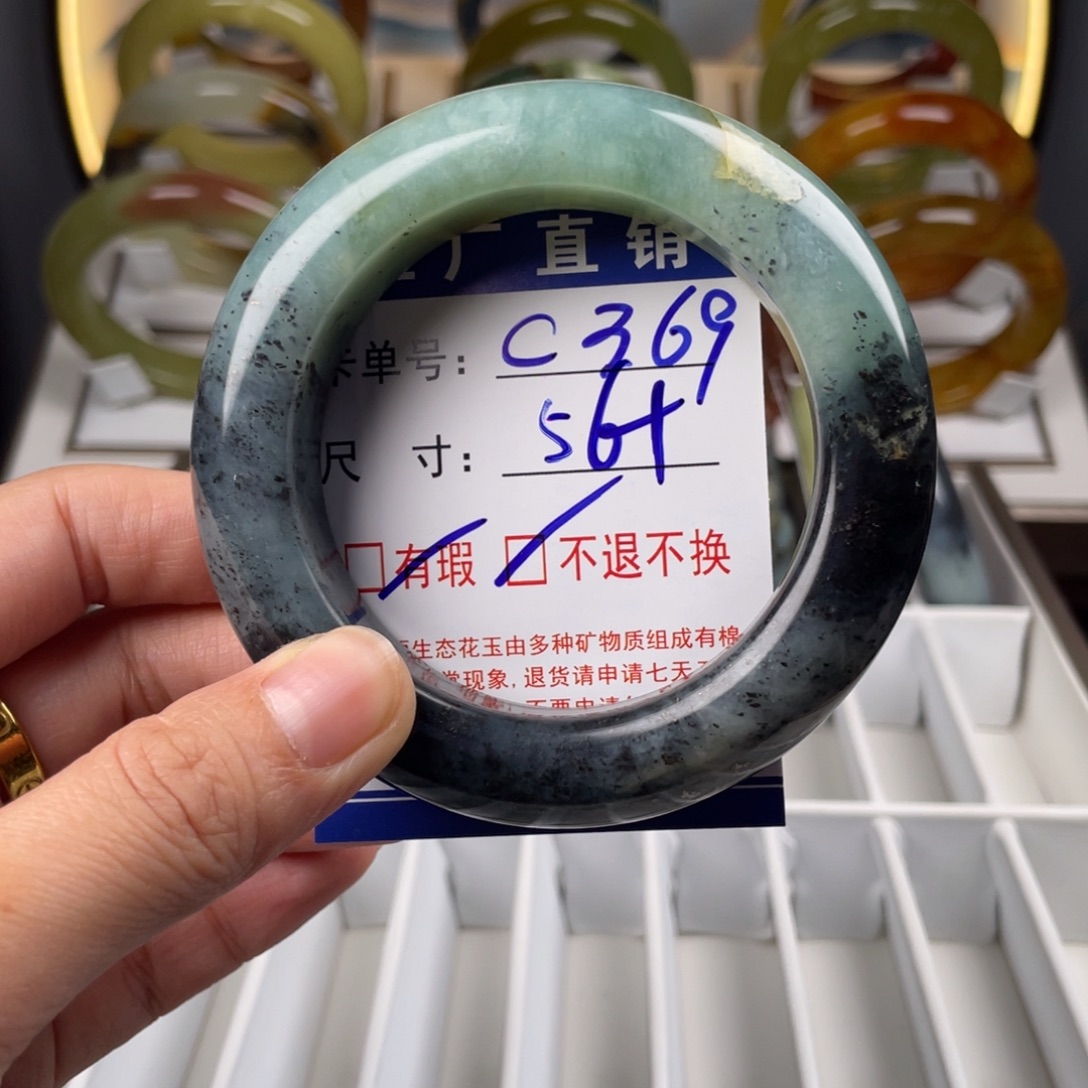 厂直销
卡单号：C369
尺 寸：56+
□有瑕 □不退不换
生态花玉由多种矿物质组成有棉
现象，退货请申请七天